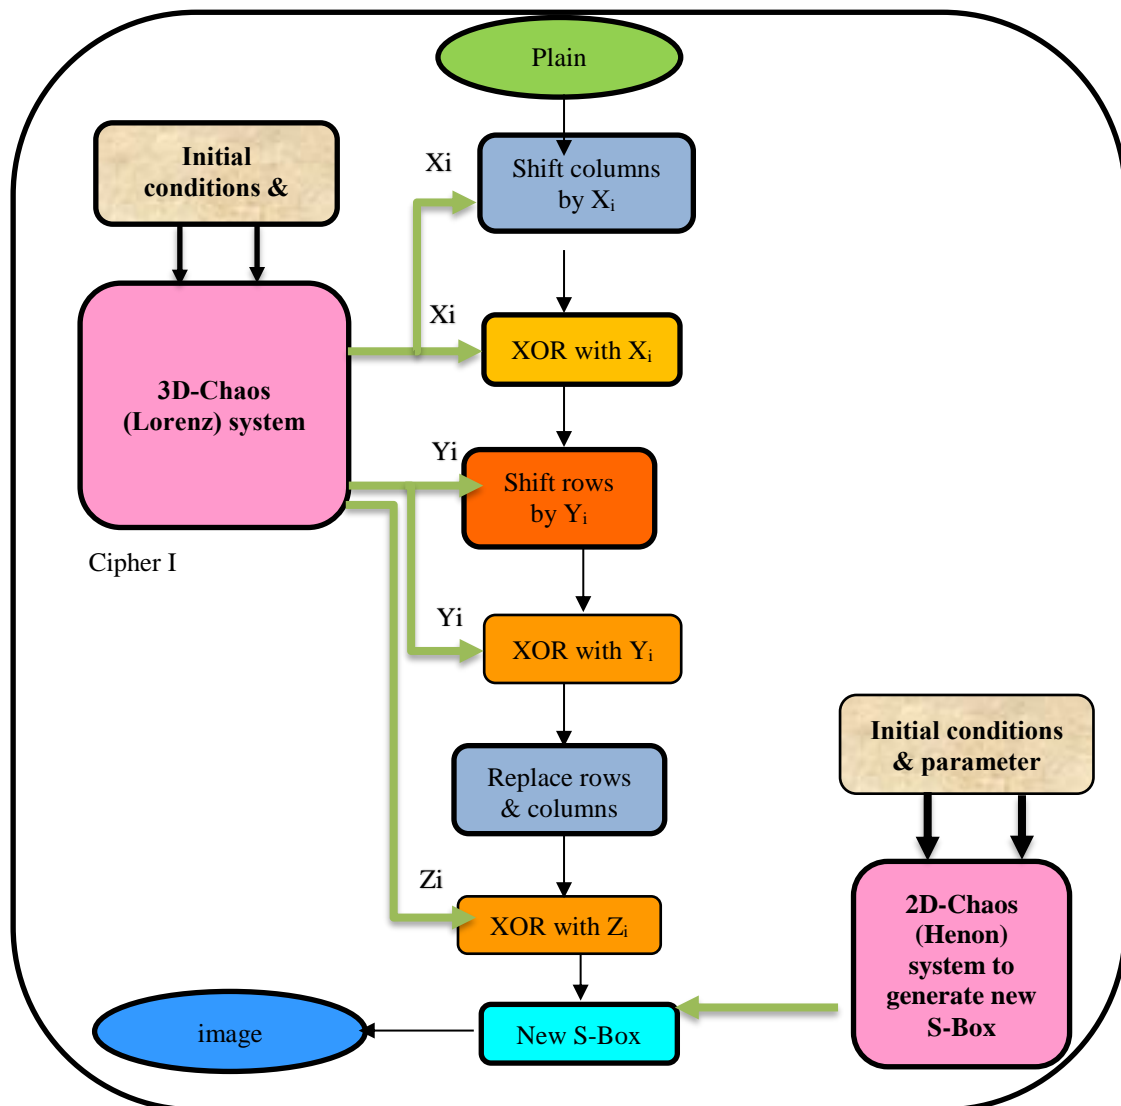 Plain
Initial
conditions &
Xi
Shift columns
by Xi
Xi
XOR with Xi
3D-Chaos
(Lorenz) system
Yi
Shift rows
by Yi
Cipher I
Yi
XOR with Yi
Initial conditions
& parameter
Replace rows
& columns
Zi
XOR with Zi
2D-Chaos
(Henon)
system to
generate new
S-Box
image
New S-Box